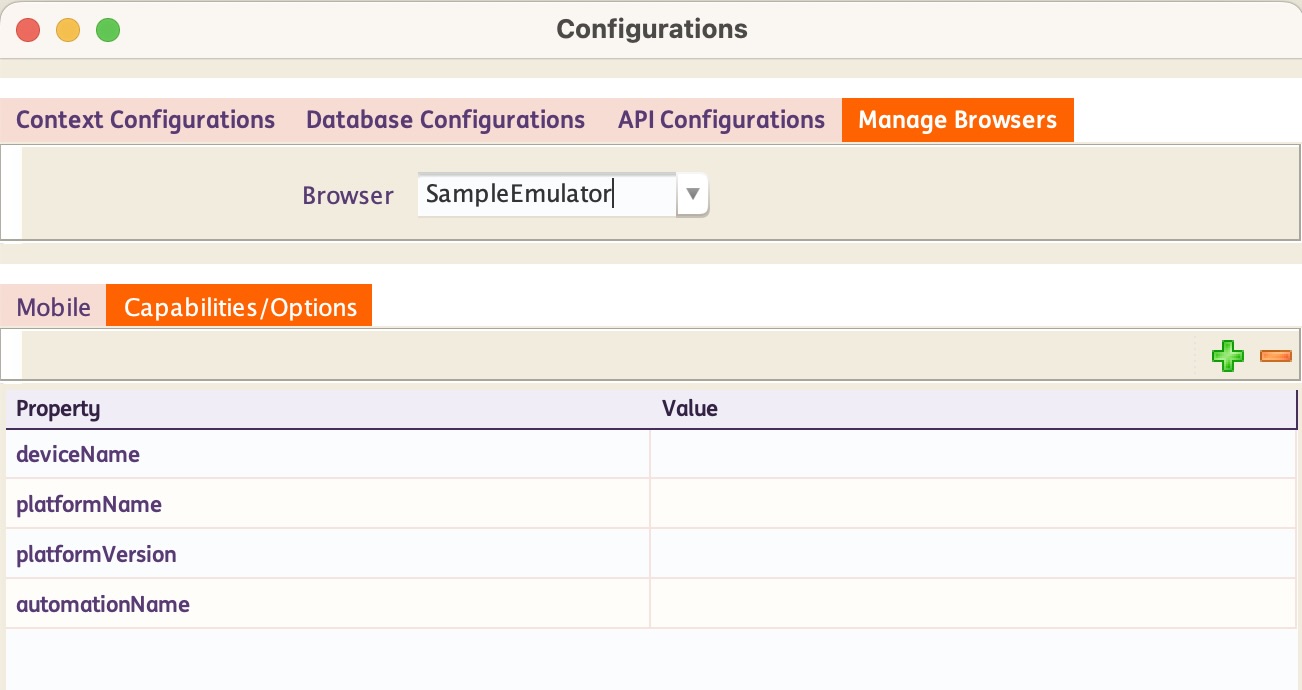 Configurations
Context Configurations Database Configurations API Configurations Manage Browsers
Browser SampleEmulator
Mobile Capabilities/Options
Property Value
deviceName
platformName
platformVersion
automationName